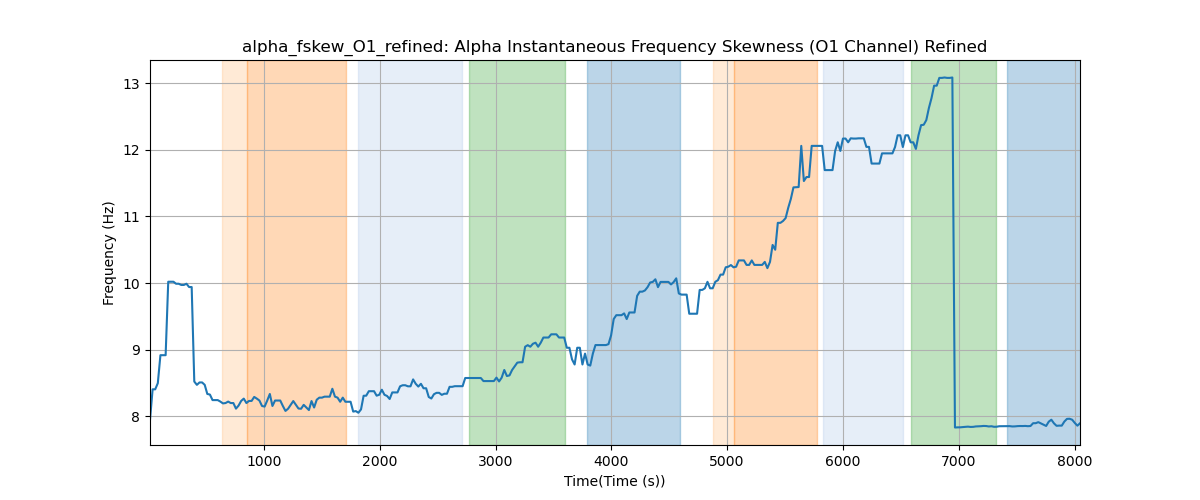 alpha_fskew_O1_refined: Alpha Instantaneous Frequency Skewness (O1 Channel) Refined
13
12
11
10
9
8
Frequency (Hz)
1000 2000 3000 4000 5000 6000 7000 8000
Time(Time (s))